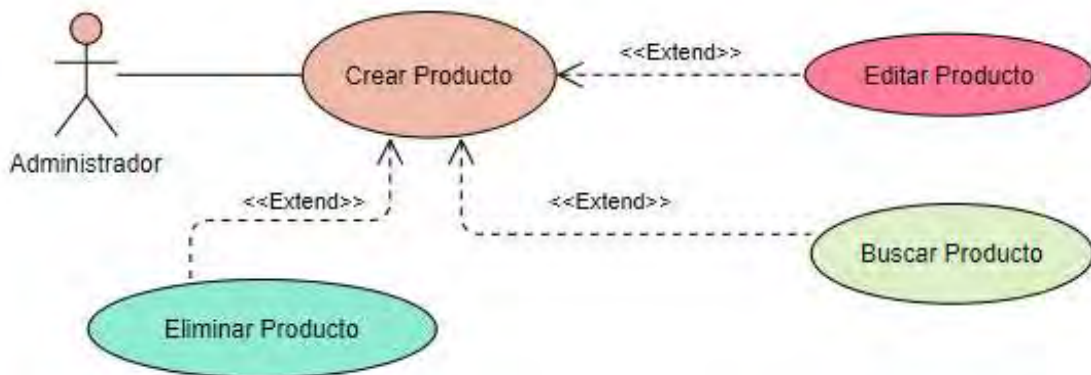 <<Extend>>
Crear Producto
Editar Producto
Administrador
<<Extend>>
<<Extend>>
Buscar Producto
Eliminar Producto